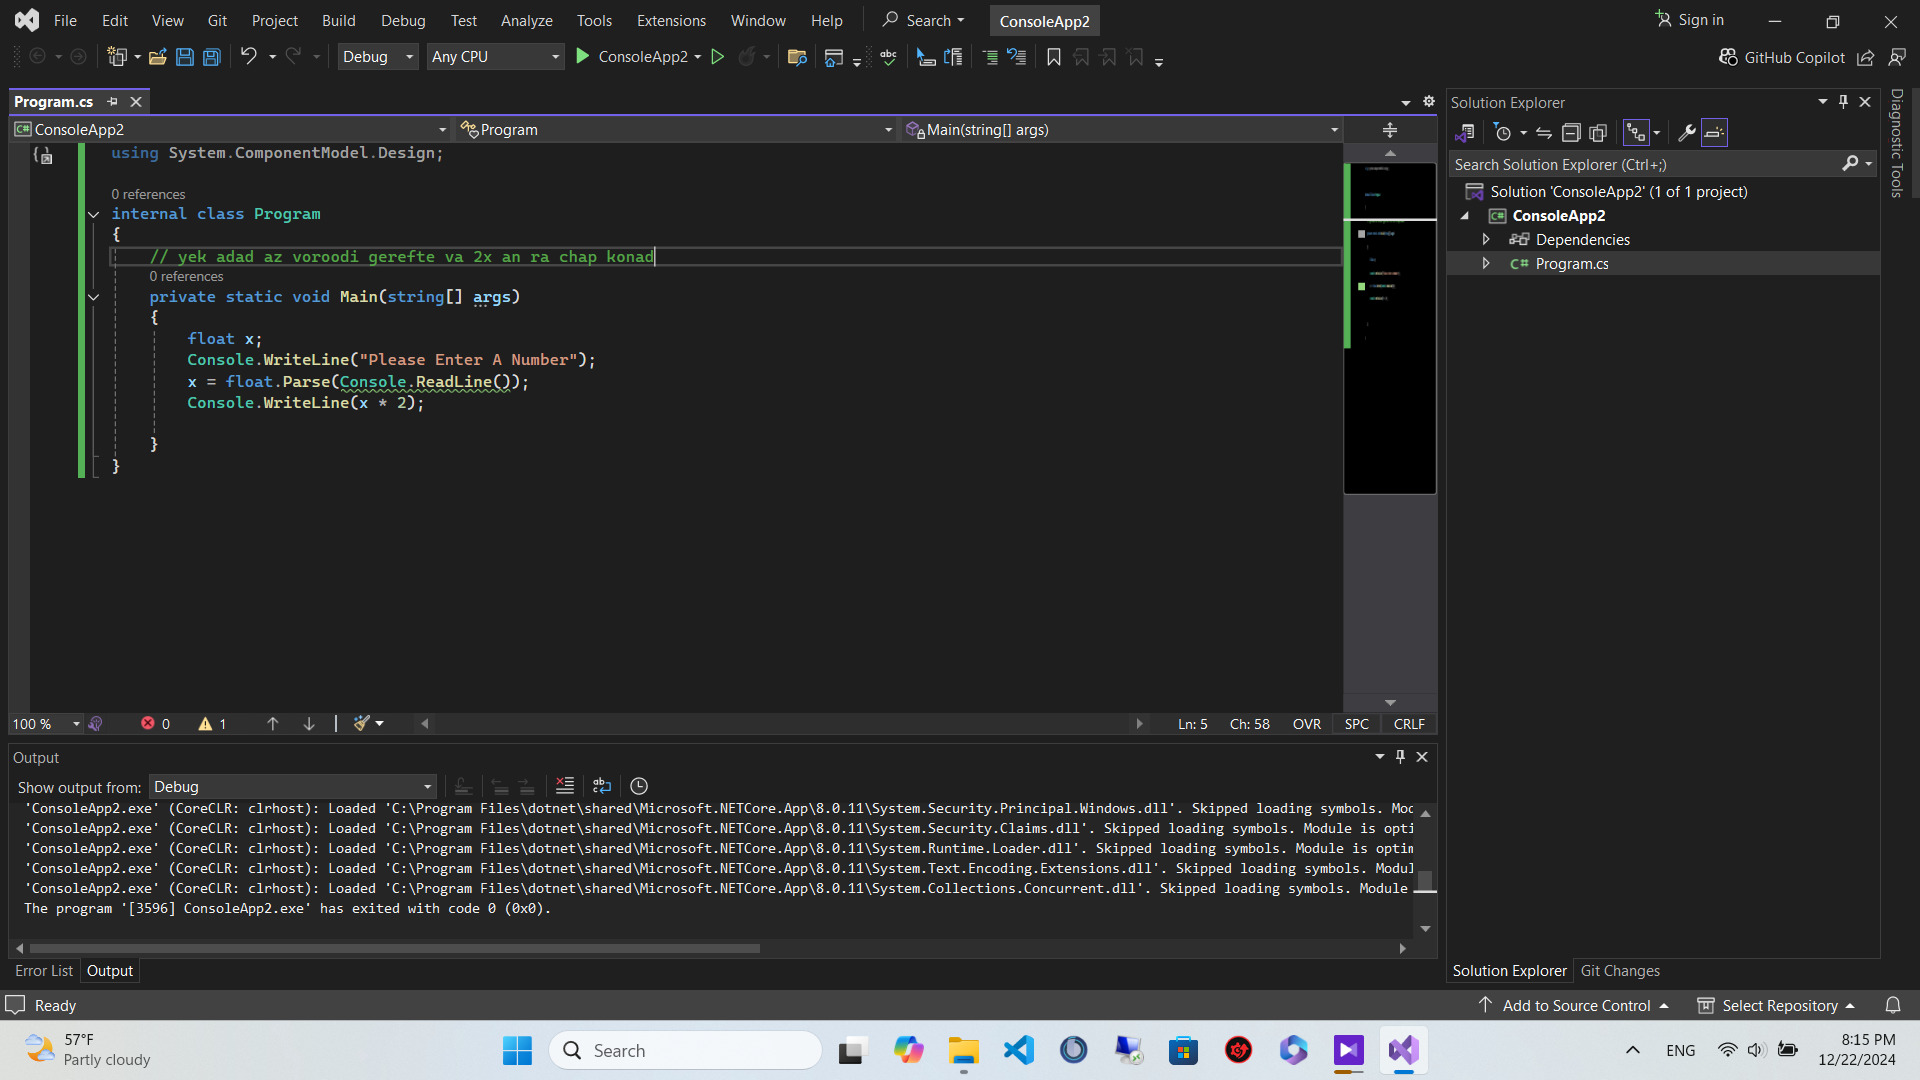 File Edit View Git Project Build Debug Test Analyze Tools Extensions Window Help Search ConsoleApp2 Sign in
Debug Any CPU ConsoleApp2 GitHub Copilot
Program.cs
ConsoleApp2 Program Main(string[] args)
using System.ComponentModel.Design;
0 references
internal class Program
{
// yek adad az voroodi gerefte va 2x an ra chap konad
0 references
private static void Main(string[] args)
{
float x;
Console.WriteLine("Please Enter A Number");
x = float.Parse(Console.ReadLine());
Console.WriteLine(x * 2);
}
}
100 % 0 1 Ln: 5 Ch: 58 OVR SPC CRLF
Output
Show output from: Debug
'ConsoleApp2.exe' (CoreCLR: clrhost): Loaded 'C:\Program Files\dotnet\shared\Microsoft.NETCore.App\8.0.11\System.Security.Principal.Windows.dll'. Skipped loading symbols. Moc
'ConsoleApp2.exe' (CoreCLR: clrhost): Loaded 'C:\Program Files\dotnet\shared\Microsoft.NETCore.App\8.0.11\System.Security.Claims.dll'. Skipped loading symbols. Module is opti
'ConsoleApp2.exe' (CoreCLR: clrhost): Loaded 'C:\Program Files\dotnet\shared\Microsoft.NETCore.App\8.0.11\System.Runtime.Loader.dll'. Skipped loading symbols. Module is optim
'ConsoleApp2.exe' (CoreCLR: clrhost): Loaded 'C:\Program Files\dotnet\shared\Microsoft.NETCore.App\8.0.11\System.Text.Encoding.Extensions.dll'. Skipped loading symbols. Modul
'ConsoleApp2.exe' (CoreCLR: clrhost): Loaded 'C:\Program Files\dotnet\shared\Microsoft.NETCore.App\8.0.11\System.Collections.Concurrent.dll'. Skipped loading symbols. Module
The program '[3596] ConsoleApp2.exe' has exited with code 0 (0x0).
Error List Output
Solution Explorer
Search Solution Explorer (Ctrl+;)
Solution 'ConsoleApp2' (1 of 1 project)
ConsoleApp2
Dependencies
C# Program.cs
Solution Explorer Git Changes
Diagnostic Tools
Ready Add to Source Control Select Repository
57°F
Partly cloudy
Search
ENG
8:15 PM
12/22/2024